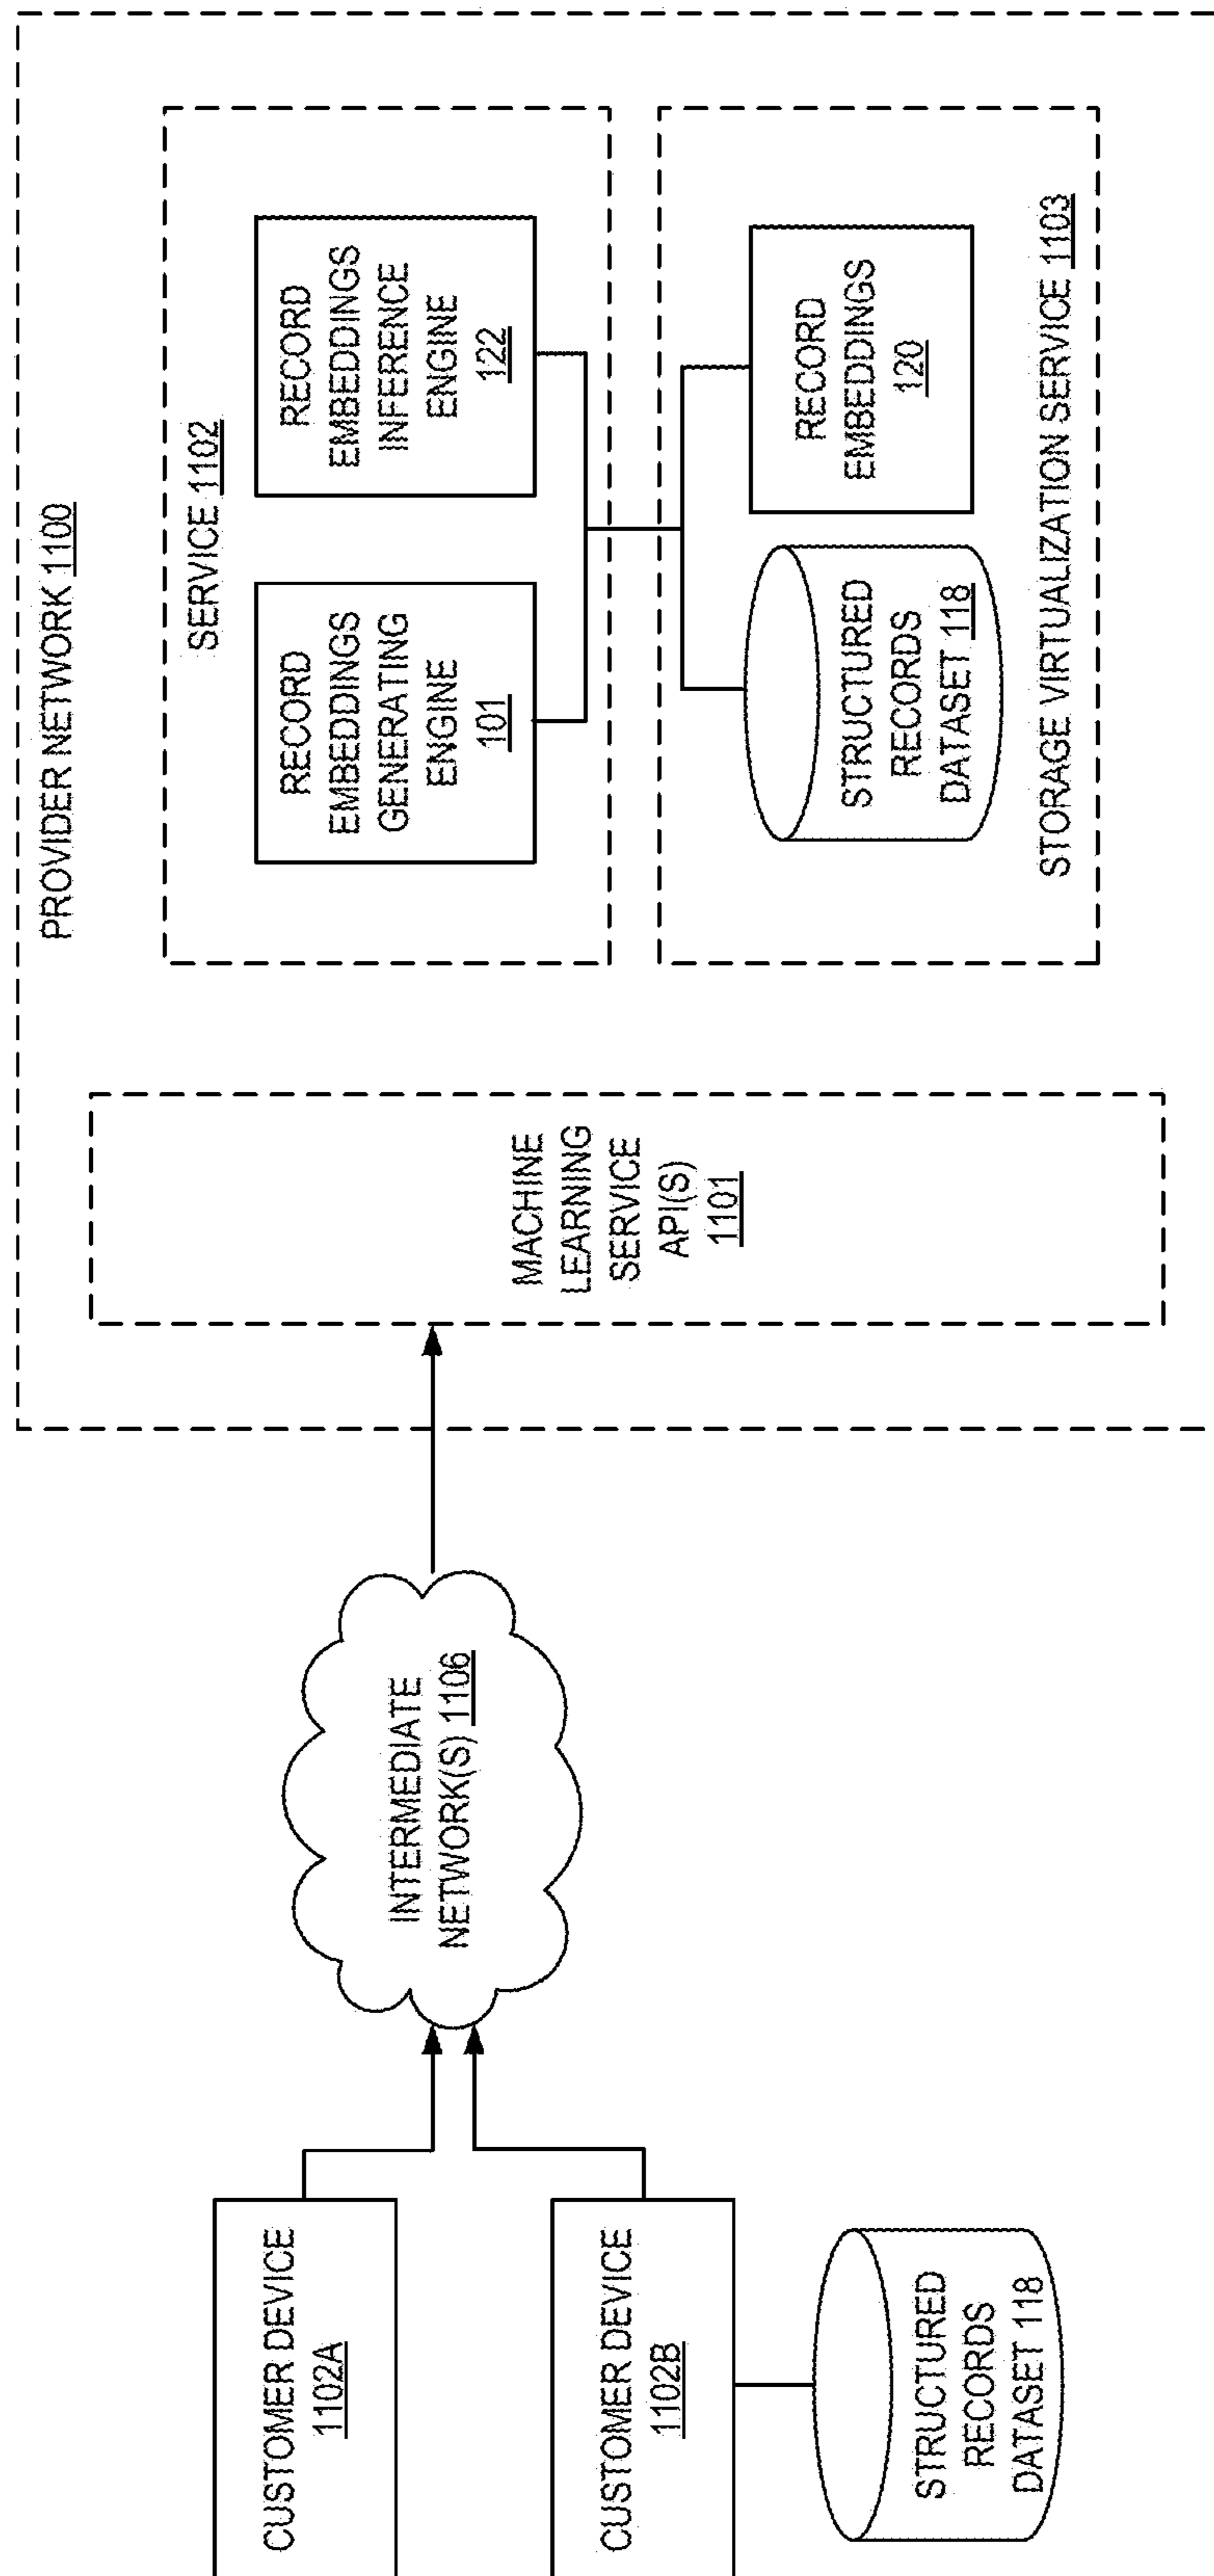 PROVIDER NETWORK 1100
SERVICE 1102
RECORD
EMBEDDINGS
GENERATING
ENGINE
101
RECORD
EMBEDDINGS
INFERENCE
ENGINE
122
STRUCTURED
RECORDS
DATASET 118
RECORD
EMBEDDINGS
120
STORAGE VIRTUALIZATION SERVICE 1103
MACHINE
LEARNING
SERVICE
API(S)
1101
INTERMEDIATE
NETWORK(S) 1106
CUSTOMER DEVICE
1102A
CUSTOMER DEVICE
1102B
STRUCTURED
RECORDS
DATASET 118